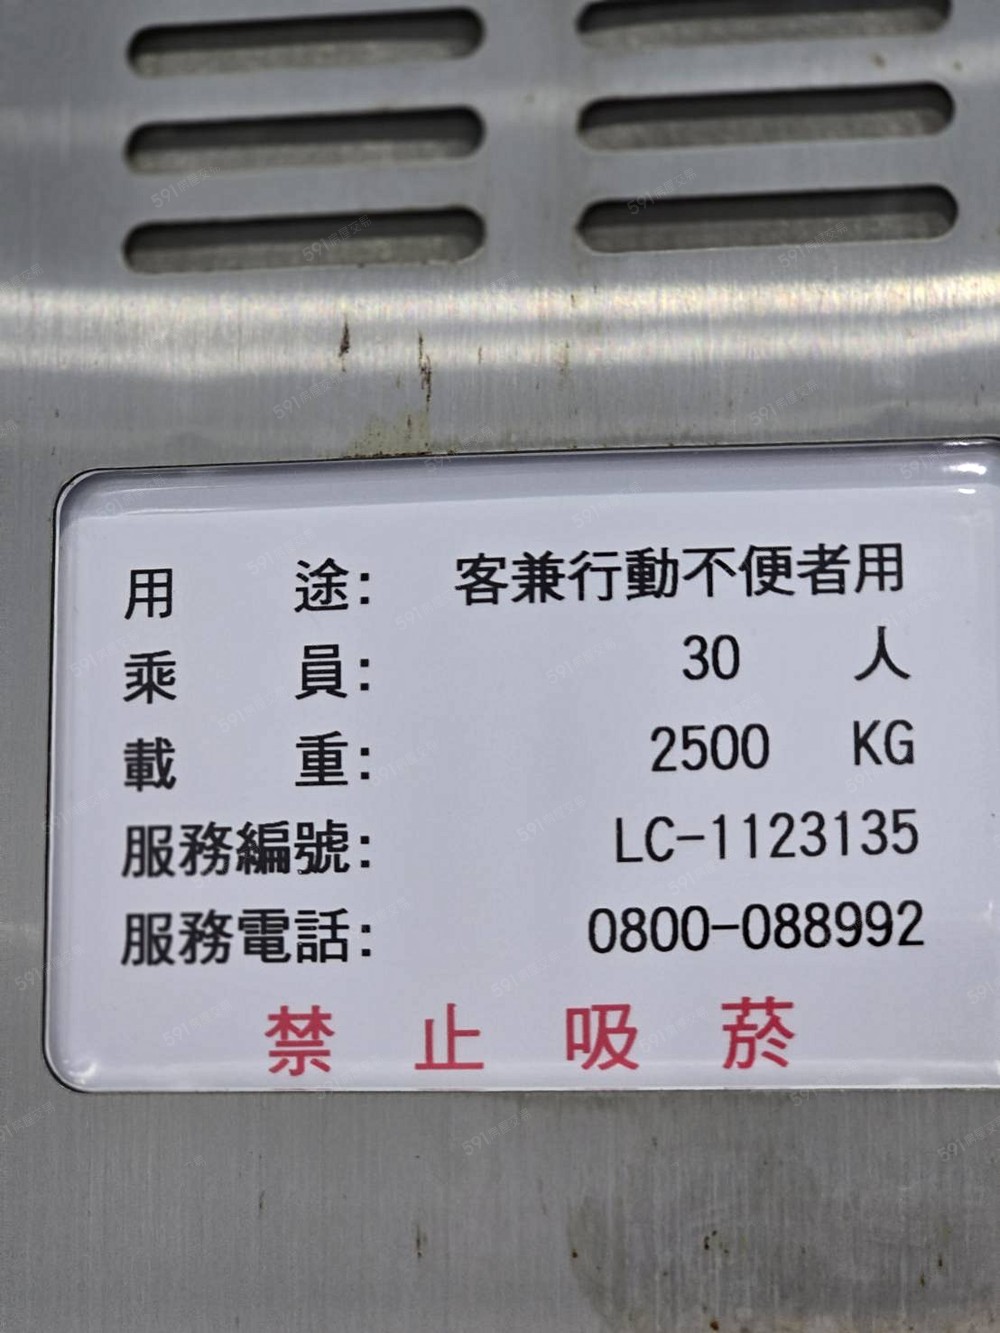 用途: 客兼行動不便者用
乘員: 30 人
載重: 2500 KG
服務編號: LC-1123135
服務電話: 0800-088992
禁止吸菸